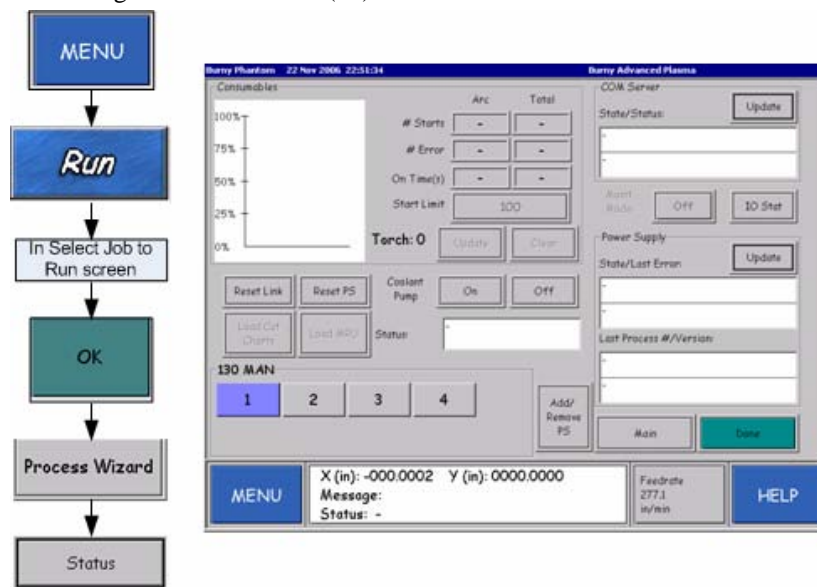 MENU
Run
In Select Job to
Run screen
OK
Process Wizard
Status
Burny Phantom 22 Nov 2006 22:51:34 Burny Advanced Plasma
Consumables
100%
75%
50%
25%
0%
Arc Total
# Starts - -
# Error - -
On Time(s) - -
Start Limit 100
Torch: 0 Update Clear
Reset Link Reset PS Coolant
Pump On Off
Load Cut
Charts
Status: -
130 MAN
1 2 3 4
Add/
Remove
PS
COM Server
State/Status: Update
-
-
Mode Off IO Stat
Power Supply
State/Last Error: Update
-
-
Last Process #/Version:
-
-
Main Done
MENU
X (in): -000.0002 Y (in): 0000.0000
Message:
Status: -
Feedrate
277.1
in/min
HELP